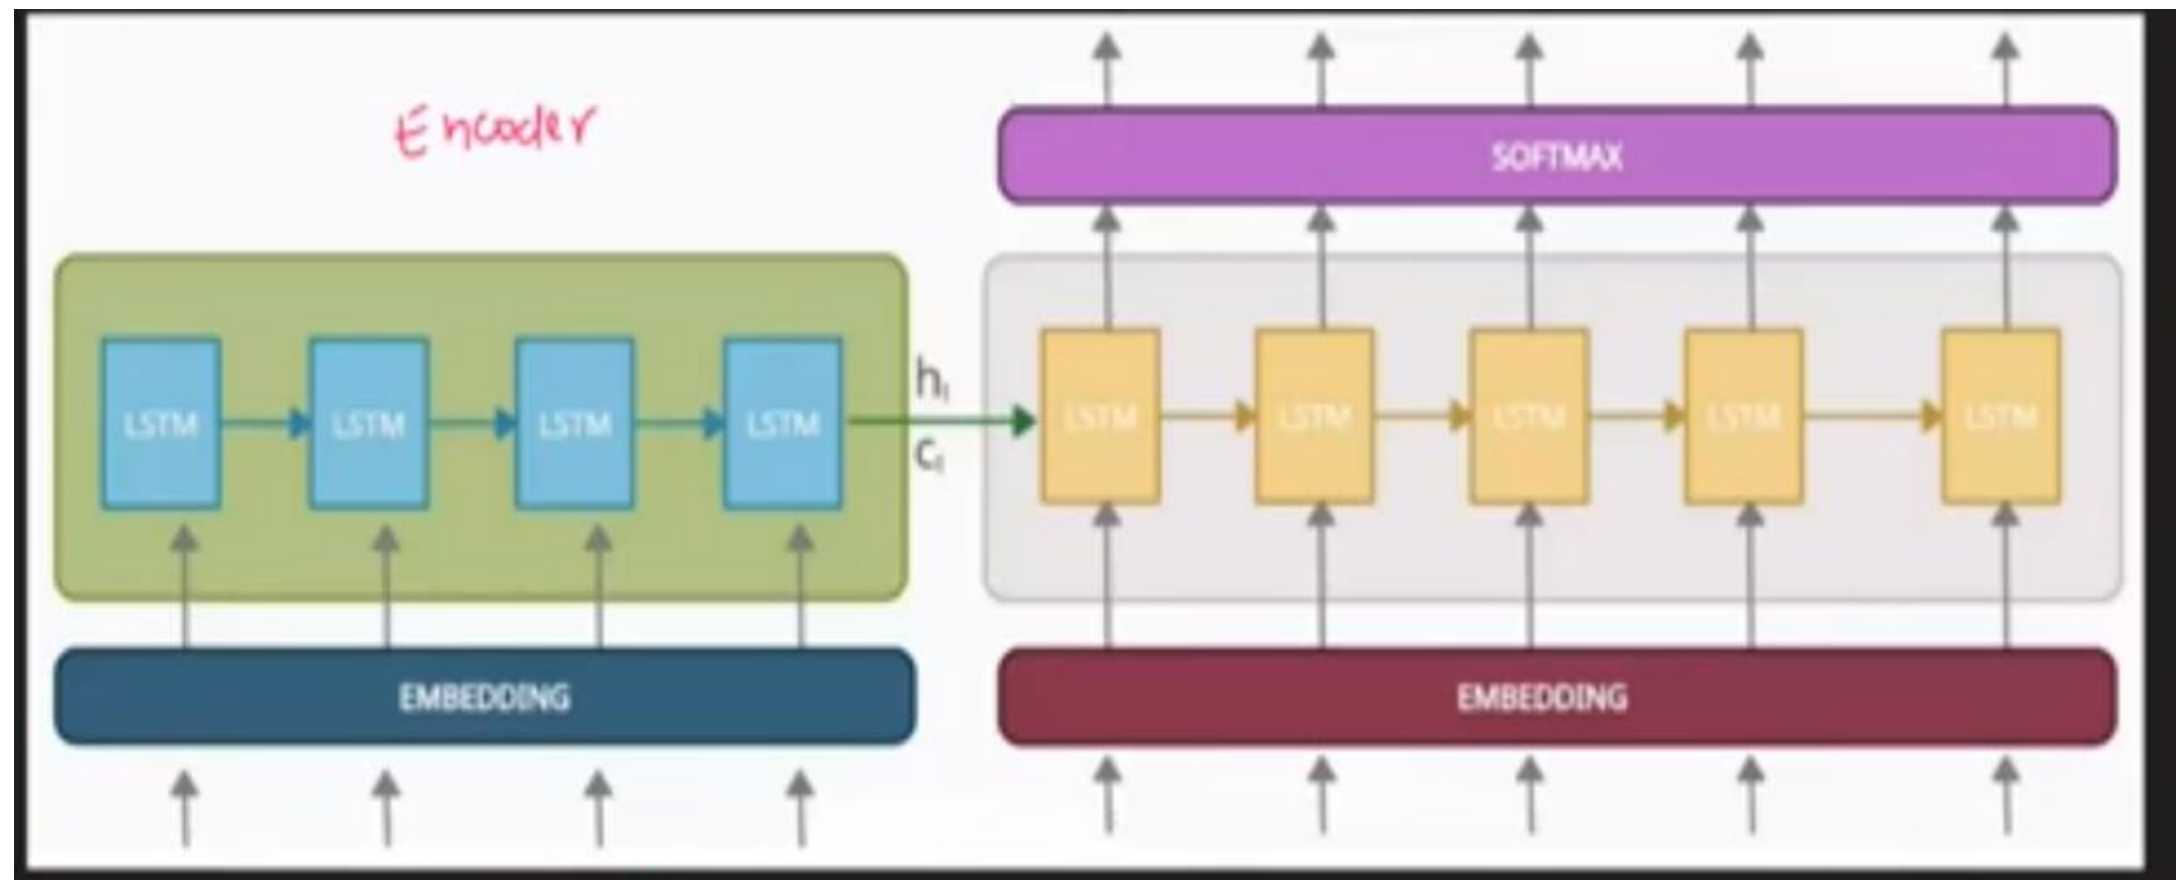 Encoder
SOFTMAX
LSTM LSTM LSTM LSTM
h
c
LSTM LSTM LSTM LSTM LSTM
EMBEDDING
EMBEDDING